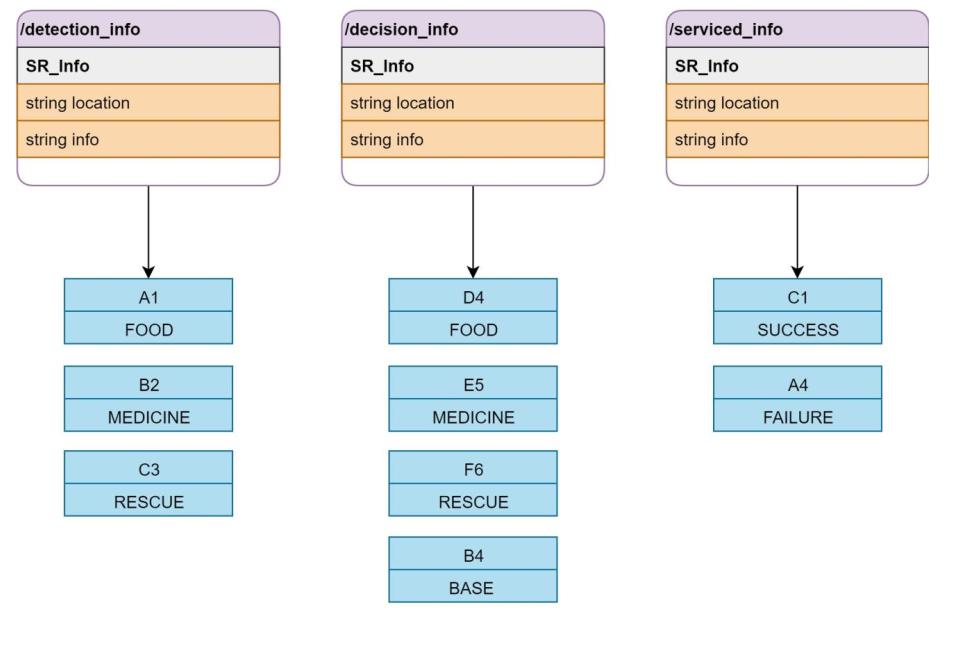 /detection_info
SR_Info
string location
string info
A1
FOOD
B2
MEDICINE
C3
RESCUE
/decision_info
SR_Info
string location
string info
D4
FOOD
E5
MEDICINE
F6
RESCUE
B4
BASE
/serviced_info
SR_Info
string location
string info
C1
SUCCESS
A4
FAILURE